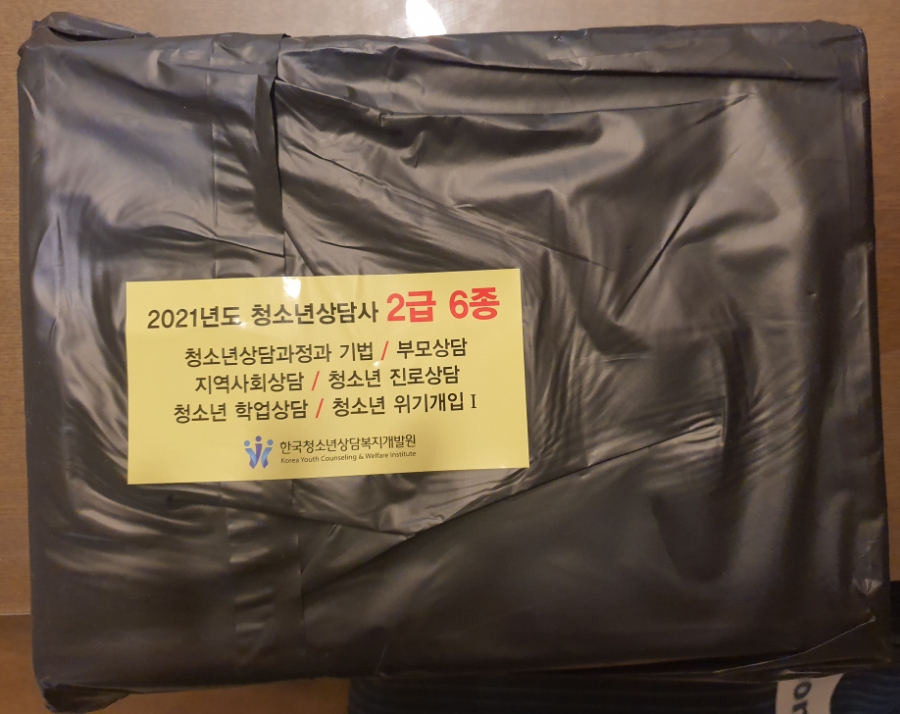 2021년도 청소년상담사 2급 6종
청소년상담과정과 기법 / 부모상담
지역사회상담 / 청소년 진로상담
청소년 학업상담 / 청소년 위기개입 I
한국청소년상담복지개발원
Korea Youth Counseling & Welfare Institute